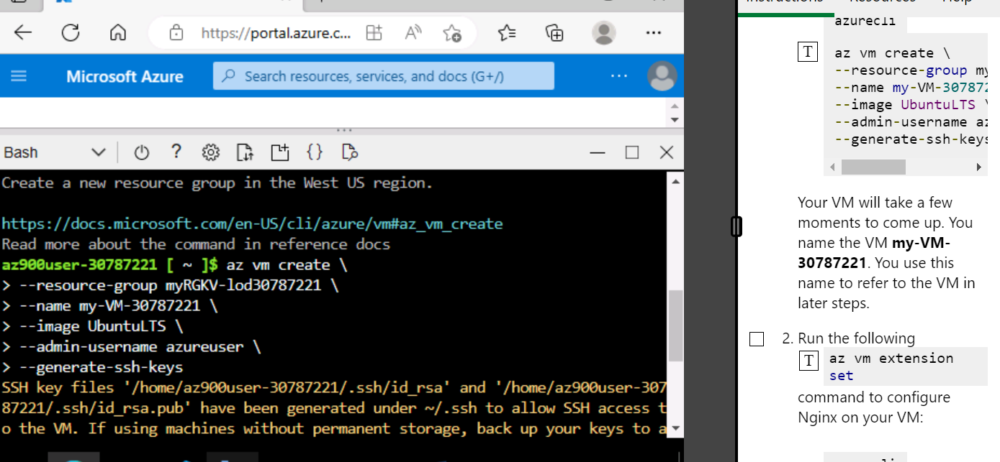 https://portal.azure.c...
Microsoft Azure
Search resources, services, and docs (G+/)
Bash
Create a new resource group in the West US region.
https://docs.microsoft.com/en-US/cli/azure/vm#az_vm_create
Read more about the command in reference docs
az900user-30787221 [ ~ ]$ az vm create \
> --resource-group myRGKV-lod30787221 \
> --name my-VM-30787221 \
> --image UbuntuLTS \
> --admin-username azureuser \
> --generate-ssh-keys
SSH key files '/home/az900user-30787221/.ssh/id_rsa' and '/home/az900user-307
87221/.ssh/id_rsa.pub' have been generated under ~/.ssh to allow SSH access t
o the VM. If using machines without permanent storage, back up your keys to a
Instructions Resources Help
azurecli
T
az vm create \
--resource-group my
--name my-VM-307872
--image UbuntuLTS \
--admin-username az
--generate-ssh-keys
Your VM will take a few
moments to come up. You
name the VM my-VM-
30787221. You use this
name to refer to the VM in
later steps.
2. Run the following
T
az vm extension
set
command to configure
Nginx on your VM: